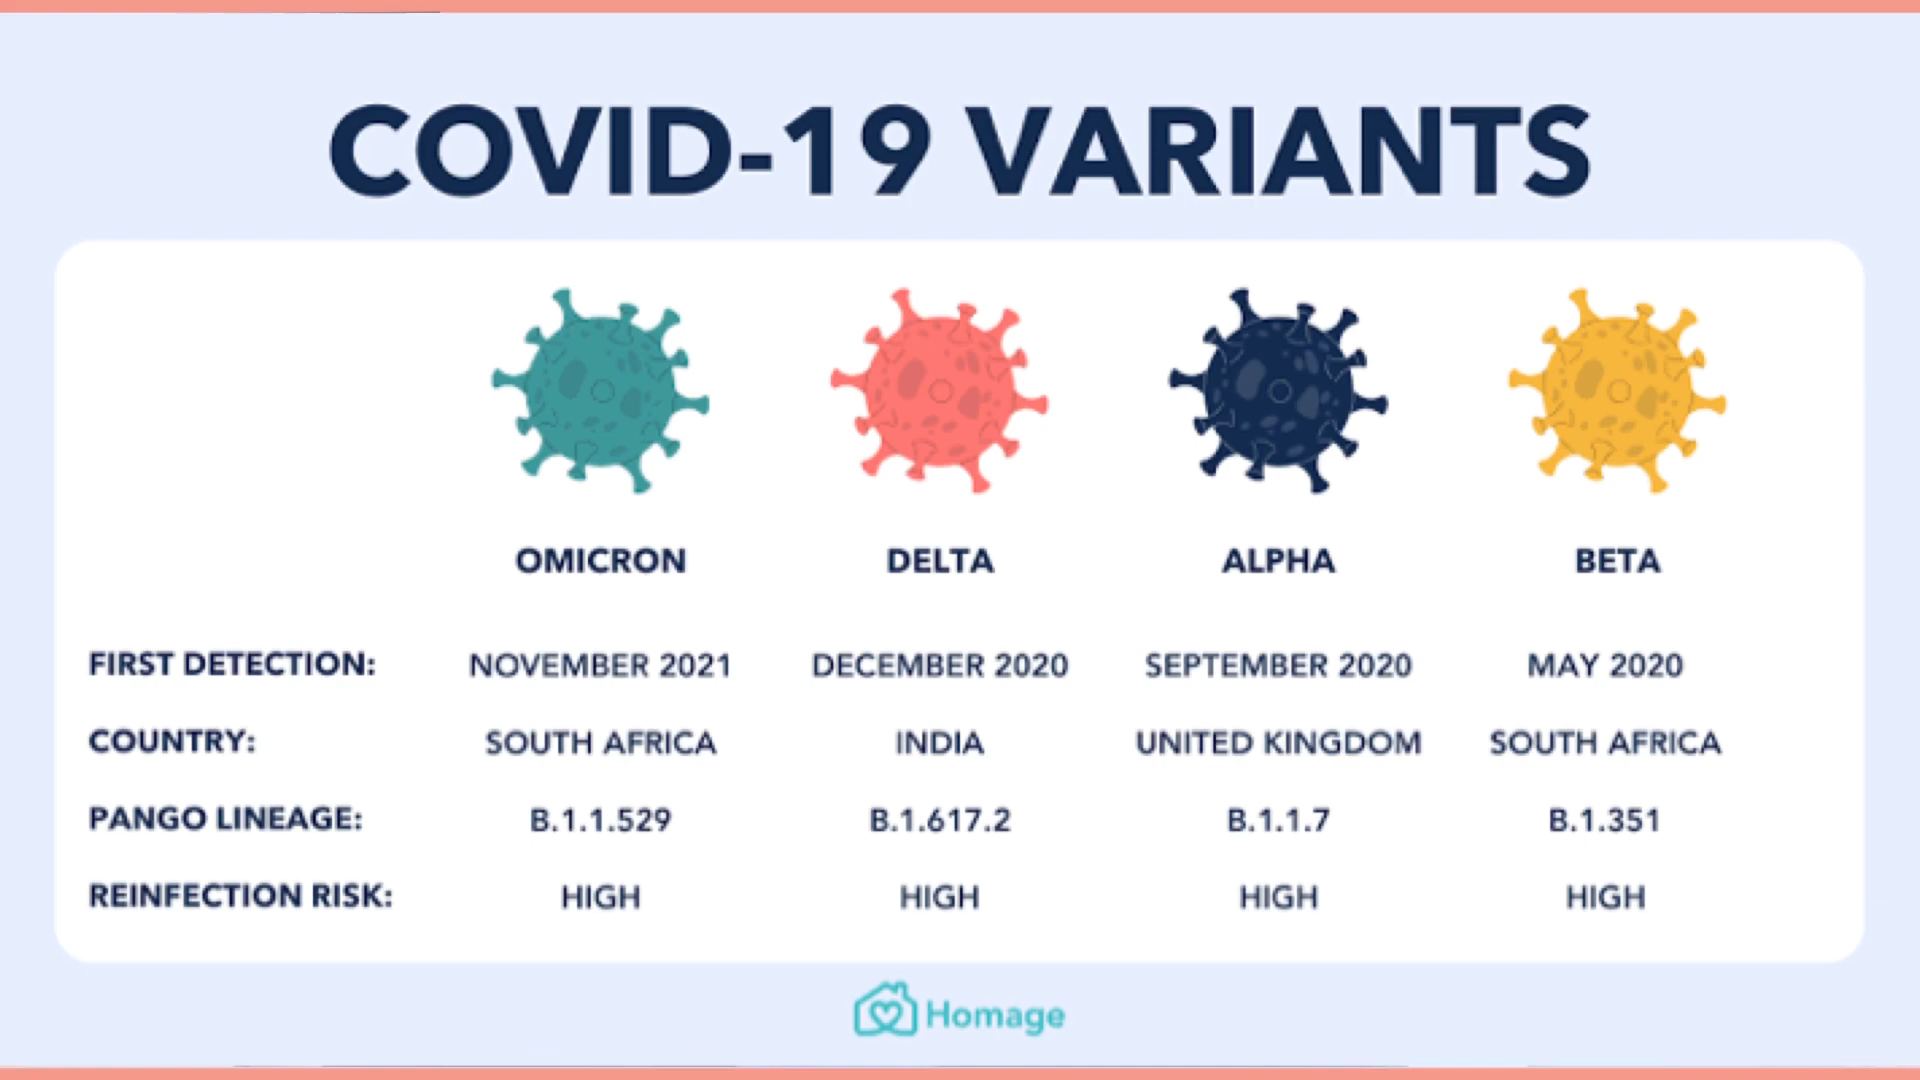 COVID-19 VARIANTS
OMICRON DELTA ALPHA BETA
FIRST DETECTION: NOVEMBER 2021 DECEMBER 2020 SEPTEMBER 2020 MAY 2020
COUNTRY: SOUTH AFRICA INDIA UNITED KINGDOM SOUTH AFRICA
PANGO LINEAGE: B.1.1.529 B.1.617.2 B.1.1.7 B.1.351
REINFECTION RISK: HIGH HIGH HIGH HIGH
Homage